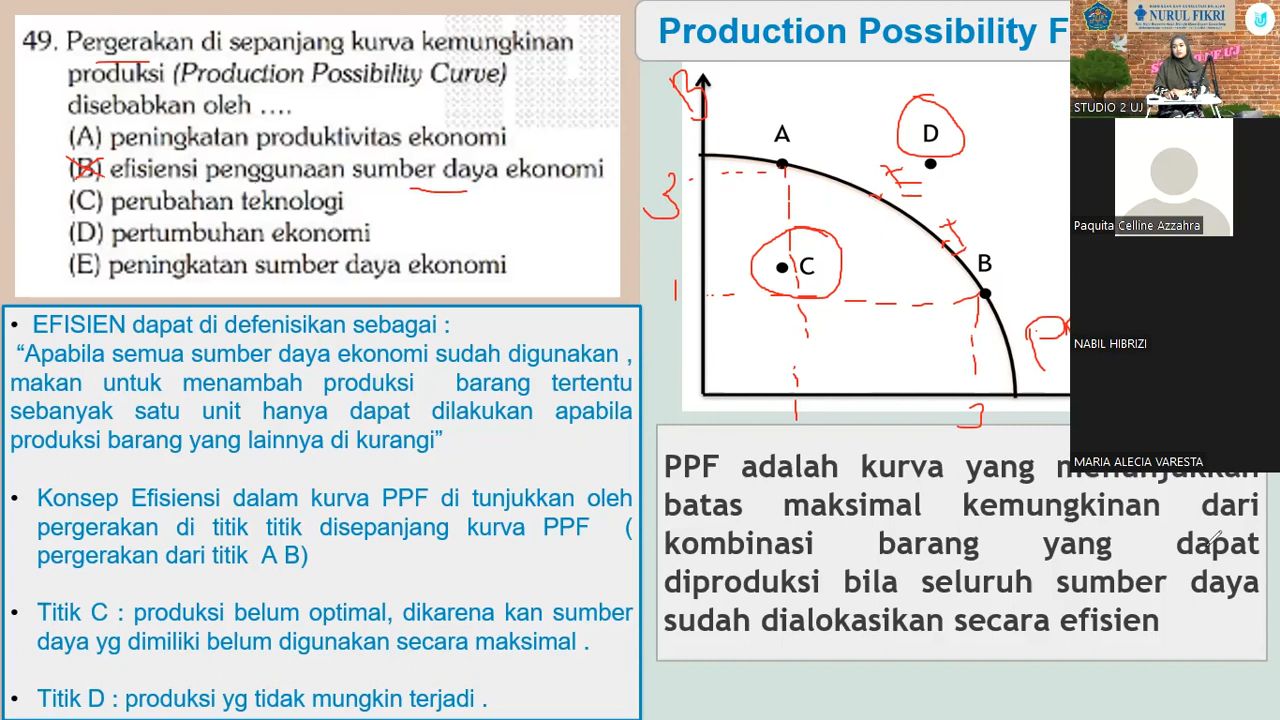 49. Pergerakan di sepanjang kurva kemungkinan
produksi (Production Possibility Curve)
disebabkan oleh ....
(A) peningkatan produktivitas ekonomi
(B) efisiensi penggunaan sumber daya ekonomi
(C) perubahan teknologi
(D) pertumbuhan ekonomi
(E) peningkatan sumber daya ekonomi
• EFISIEN dapat di defenisikan sebagai :
“Apabila semua sumber daya ekonomi sudah digunakan ,
makan untuk menambah produksi barang tertentu
sebanyak satu unit hanya dapat dilakukan apabila
produksi barang yang lainnya di kurangi”
• Konsep Efisiensi dalam kurva PPF di tunjukkan oleh
pergerakan di titik titik disepanjang kurva PPF (
pergerakan dari titik A B)
• Titik C : produksi belum optimal, dikarena kan sumber
daya yg dimiliki belum digunakan secara maksimal .
• Titik D : produksi yg tidak mungkin terjadi .
Production Possibility F
A
D
C
B
3
1
1
PPF adalah kurva yang menunjukkan
batas maksimal kemungkinan dari
kombinasi barang yang dapat
diproduksi bila seluruh sumber daya
sudah dialokasikan secara efisien
NURUL FIKRI
STUDIO 2 UJ
Paquita Celline Azzahra
NABIL HIBRIZI
MARIA ALECIA VARESTA